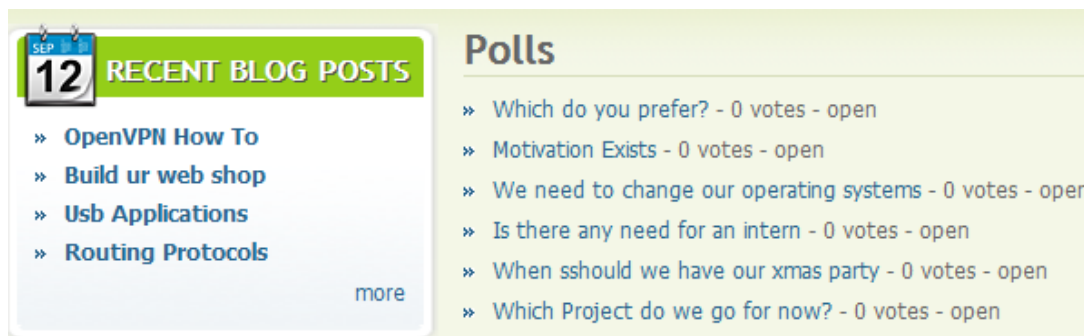 SEP
12
RECENT BLOG POSTS
» OpenVPN How To
» Build ur web shop
» Usb Applications
» Routing Protocols
more
Polls
» Which do you prefer? - 0 votes - open
» Motivation Exists - 0 votes - open
» We need to change our operating systems - 0 votes - open
» Is there any need for an intern - 0 votes - open
» When sshould we have our xmas party - 0 votes - open
» Which Project do we go for now? - 0 votes - open